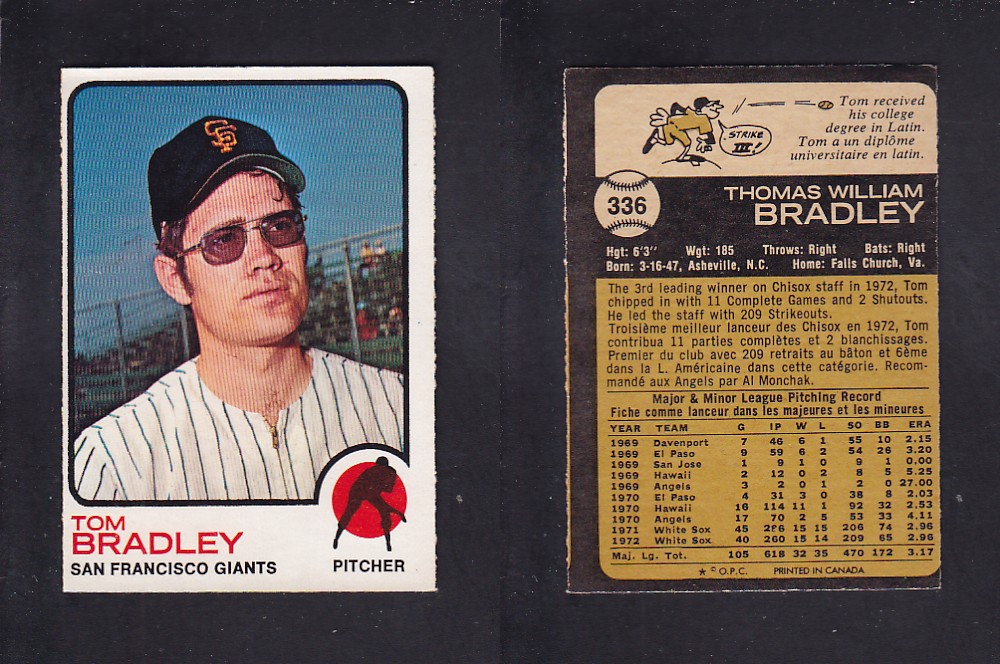 SF
TOM
BRADLEY
SAN FRANCISCO GIANTS
PITCHER
STRIKE
III!
Tom received
his college
degree in Latin.
Tom a un diplôme
universitaire en latin.
336
THOMAS WILLIAM
BRADLEY
Hgt: 6'3" Wgt: 185 Throws: Right Bats: Right
Born: 3-16-47, Asheville, N.C. Home: Falls Church, Va.
The 3rd leading winner on Chisox staff in 1972, Tom
chipped in with 11 Complete Games and 2 Shutouts.
He led the staff with 209 Strikeouts.
Troisième meilleur lanceur des Chisox en 1972, Tom
contribua 11 parties complètes et 2 blanchissages.
Premier du club avec 209 retraits au bâton et 6ème
dans la L. Américaine dans cette catégorie. Recom-
mandé aux Angels par Al Monchak.
Major & Minor League Pitching Record
Fiche comme lanceur dans les majeures et les mineures
YEAR TEAM G IP W L SO BB ERA
1969 Davenport 7 46 6 1 55 10 2.15
1969 El Paso 9 59 6 2 54 26 3.20
1969 San Jose 1 9 1 0 9 1 0.00
1969 Hawaii 2 12 0 2 8 5 5.25
1969 Angels 3 2 0 1 2 0 27.00
1970 El Paso 4 31 3 0 38 8 2.03
1970 Hawaii 16 114 11 1 92 32 2.53
1970 Angels 17 70 2 5 53 33 4.11
1971 White Sox 45 286 15 15 206 74 2.96
1972 White Sox 40 260 15 14 209 65 2.96
Maj. Lg. Tot. 105 618 32 35 470 172 3.17
* © O.P.C. PRINTED IN CANADA